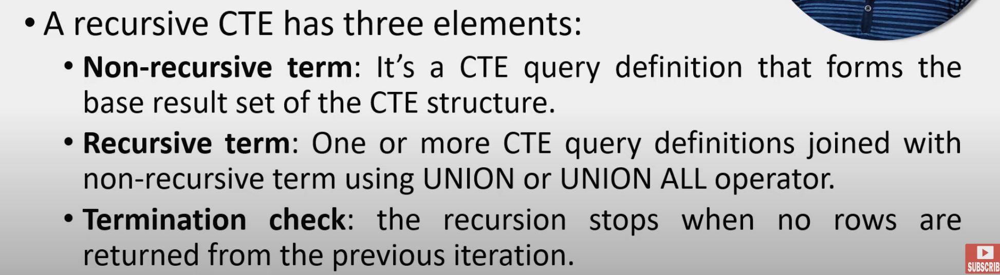 • A recursive CTE has three elements:
• Non-recursive term: It’s a CTE query definition that forms the
base result set of the CTE structure.
• Recursive term: One or more CTE query definitions joined with
non-recursive term using UNION or UNION ALL operator.
• Termination check: the recursion stops when no rows are
returned from the previous iteration.
SUBSCRIB